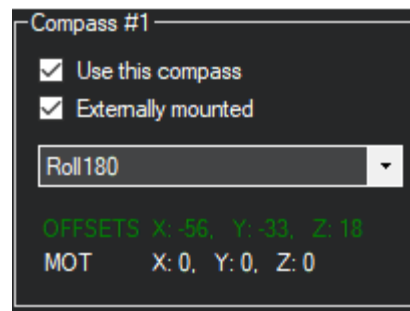 Compass #1
Use this compass
Externally mounted
Roll180
OFFSETS X: -56, Y: -33, Z: 18
MOT X: 0, Y: 0, Z: 0